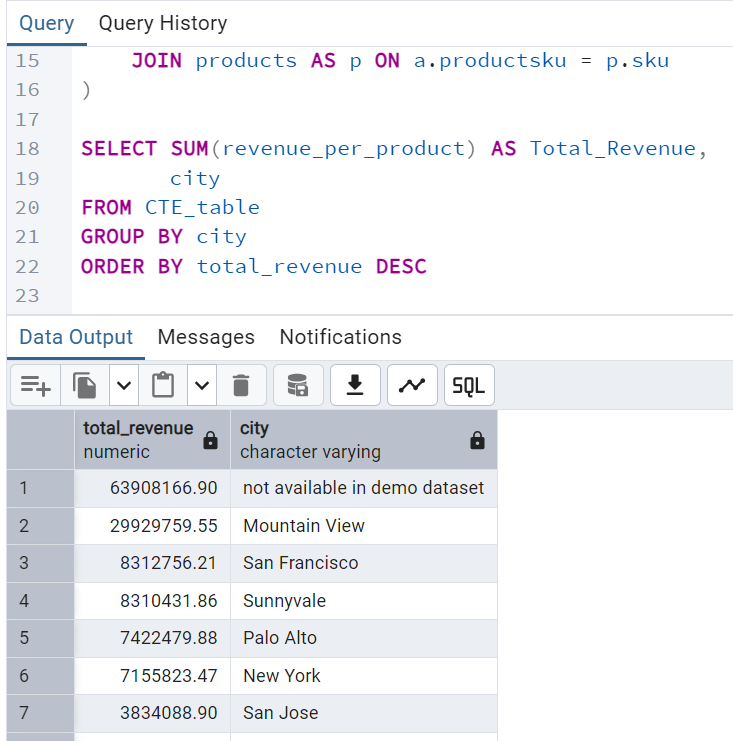 Query Query History
15 JOIN products AS p ON a.productsku = p.sku
16 )
17
18 SELECT SUM(revenue_per_product) AS Total_Revenue,
19 city
20 FROM CTE_table
21 GROUP BY city
22 ORDER BY total_revenue DESC
23
Data Output Messages Notifications
SQL
total_revenue city
numeric character varying
1 63908166.90 not available in demo dataset
2 29929759.55 Mountain View
3 8312756.21 San Francisco
4 8310431.86 Sunnyvale
5 7422479.88 Palo Alto
6 7155823.47 New York
7 3834088.90 San Jose